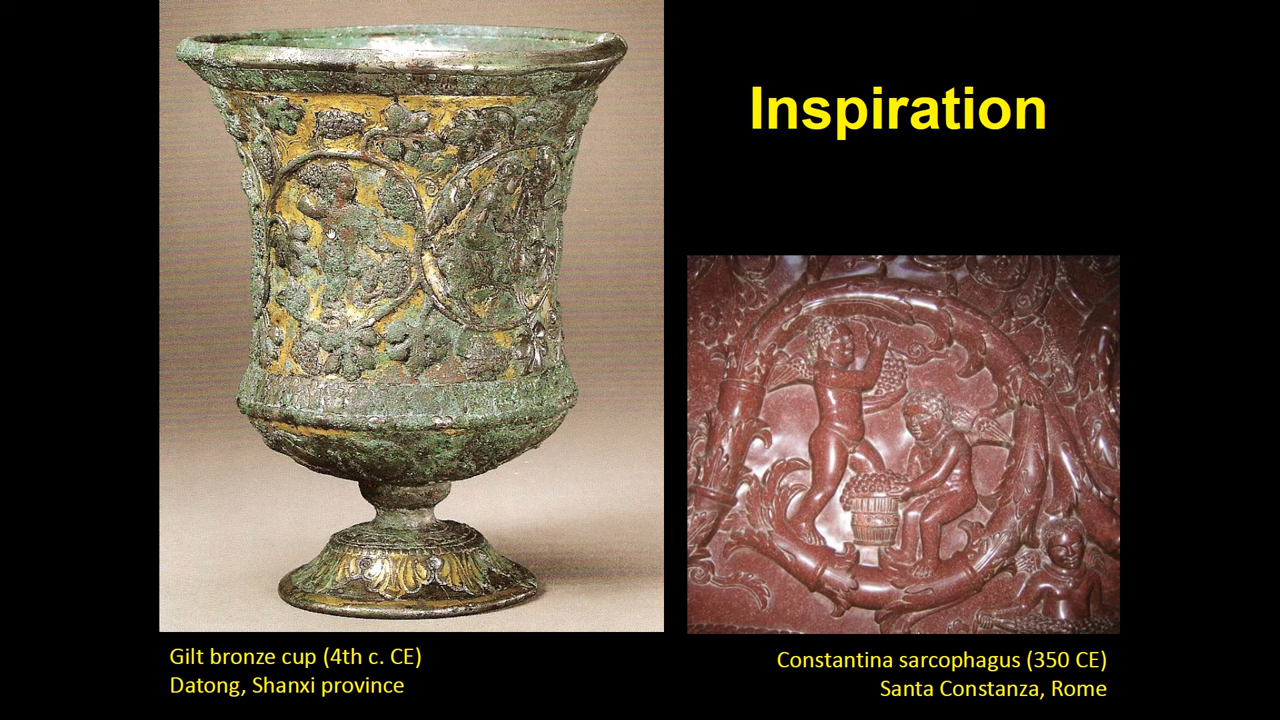 Inspiration
Gilt bronze cup (4th c. CE)
Datong, Shanxi province
Constantina sarcophagus (350 CE)
Santa Constanza, Rome